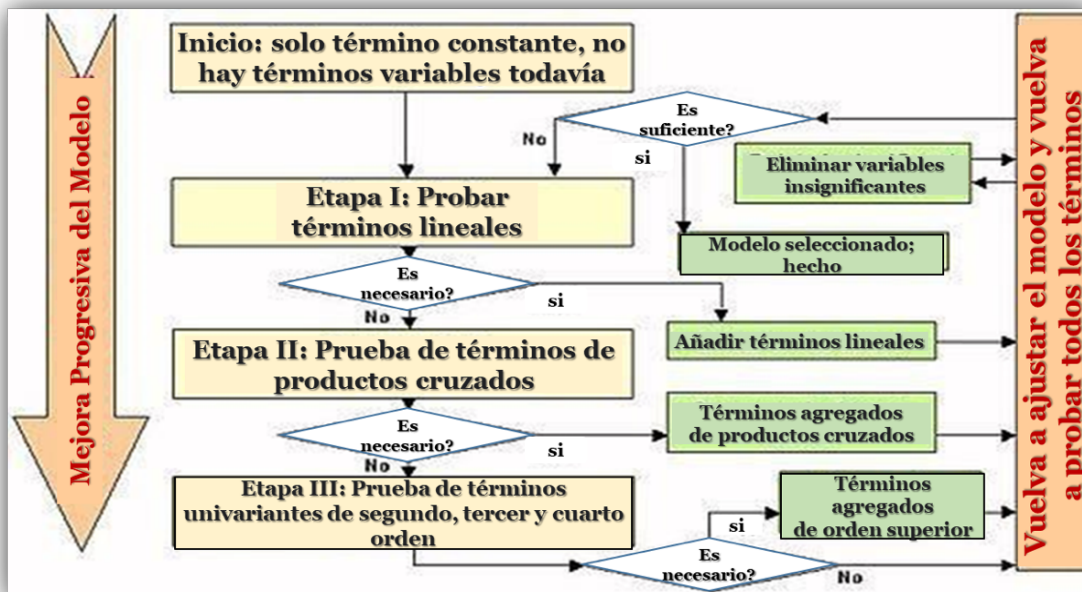 Mejora Progresiva del Modelo
Inicio: solo término constante, no
hay términos variables todavía
Es
suficiente?
No
si
Eliminar variables
insignificantes
Etapa I: Probar
términos lineales
Modelo seleccionado;
hecho
Es
necesario?
si
No
Añadir términos lineales
Etapa II: Prueba de términos de
productos cruzados
Términos agregados
de productos cruzados
Es
necesario?
si
No
Etapa III: Prueba de términos
univariantes de segundo, tercer y cuarto
orden
Términos
agregados
de orden superior
si
Es
necesario?
No
Vuelva a ajustar el modelo y vuelva
a probar todos los términos